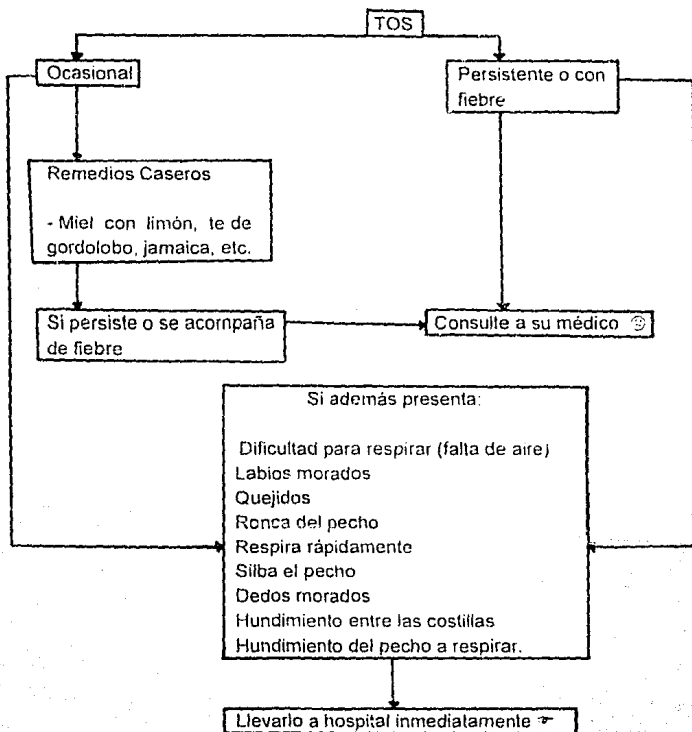 TOS
Ocasional
Persistente o con
fiebre
Remedios Caseros
- Miel con limón, te de
gordolobo, jamaica, etc.
Si persiste o se acompaña
de fiebre
Consulte a su médico ☺
Si además presenta:
Dificultad para respirar (falta de aire)
Labios morados
Quejidos
Ronca del pecho
Respira rápidamente
Silba el pecho
Dedos morados
Hundimiento entre las costillas
Hundimiento del pecho a respirar.
Llevarlo a hospital inmediatamente ☞